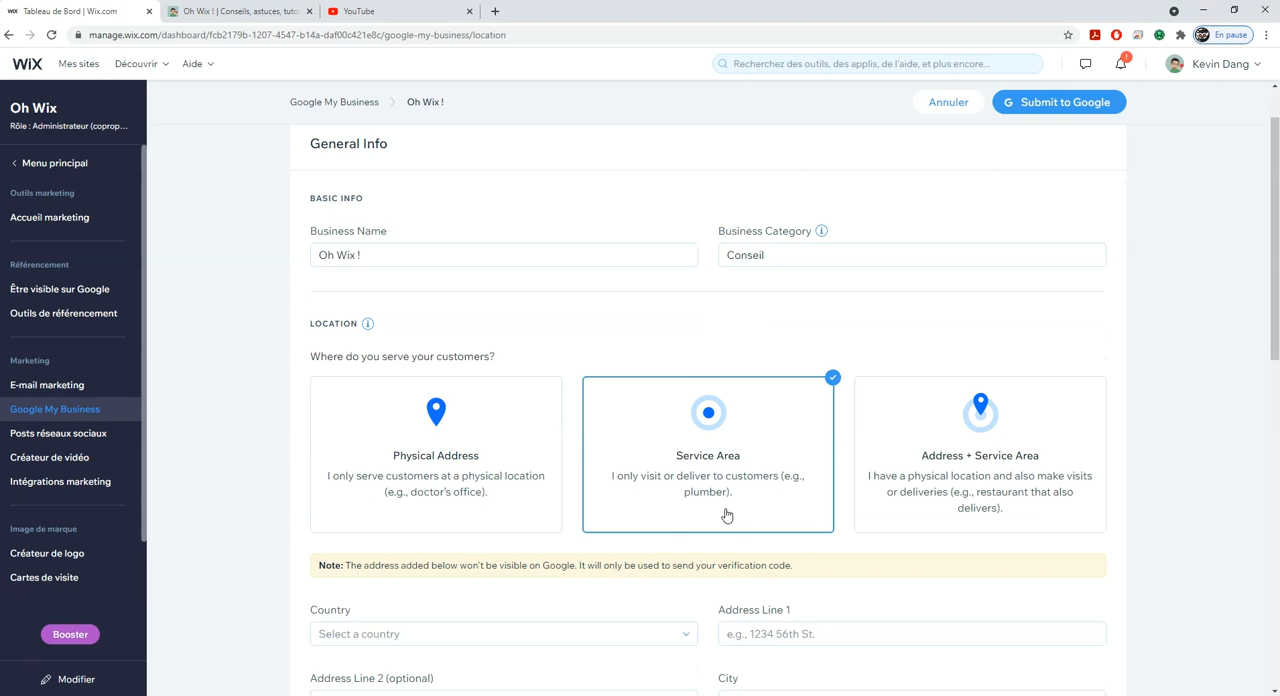 WIX Tableau de Bord | Wix.com
Oh Wix ! | Conseils, astuces, tuto
YouTube
manage.wix.com/dashboard/fcb2179b-1207-4547-b14a-daf00c421e8c/google-my-business/location
En pause
WiX
Mes sites
Découvrir
Aide
Recherchez des outils, des applis, de l'aide, et plus encore...
Kevin Dang
Oh Wix
Rôle : Administrateur (coprop...
Menu principal
Outils marketing
Accueil marketing
Référencement
Être visible sur Google
Outils de référencement
Marketing
E-mail marketing
Google My Business
Posts réseaux sociaux
Créateur de vidéo
Intégrations marketing
Image de marque
Créateur de logo
Cartes de visite
Booster
Modifier
Google My Business > Oh Wix !
Annuler
G Submit to Google
General Info
BASIC INFO
Business Name
Oh Wix !
Business Category
Conseil
LOCATION
Where do you serve your customers?
Physical Address
I only serve customers at a physical location
(e.g., doctor's office).
Service Area
I only visit or deliver to customers (e.g.,
plumber).
Address + Service Area
I have a physical location and also make visits
or deliveries (e.g., restaurant that also
delivers).
Note: The address added below won't be visible on Google. It will only be used to send your verification code.
Country
Select a country
Address Line 1
e.g., 1234 56th St.
Address Line 2 (optional)
City